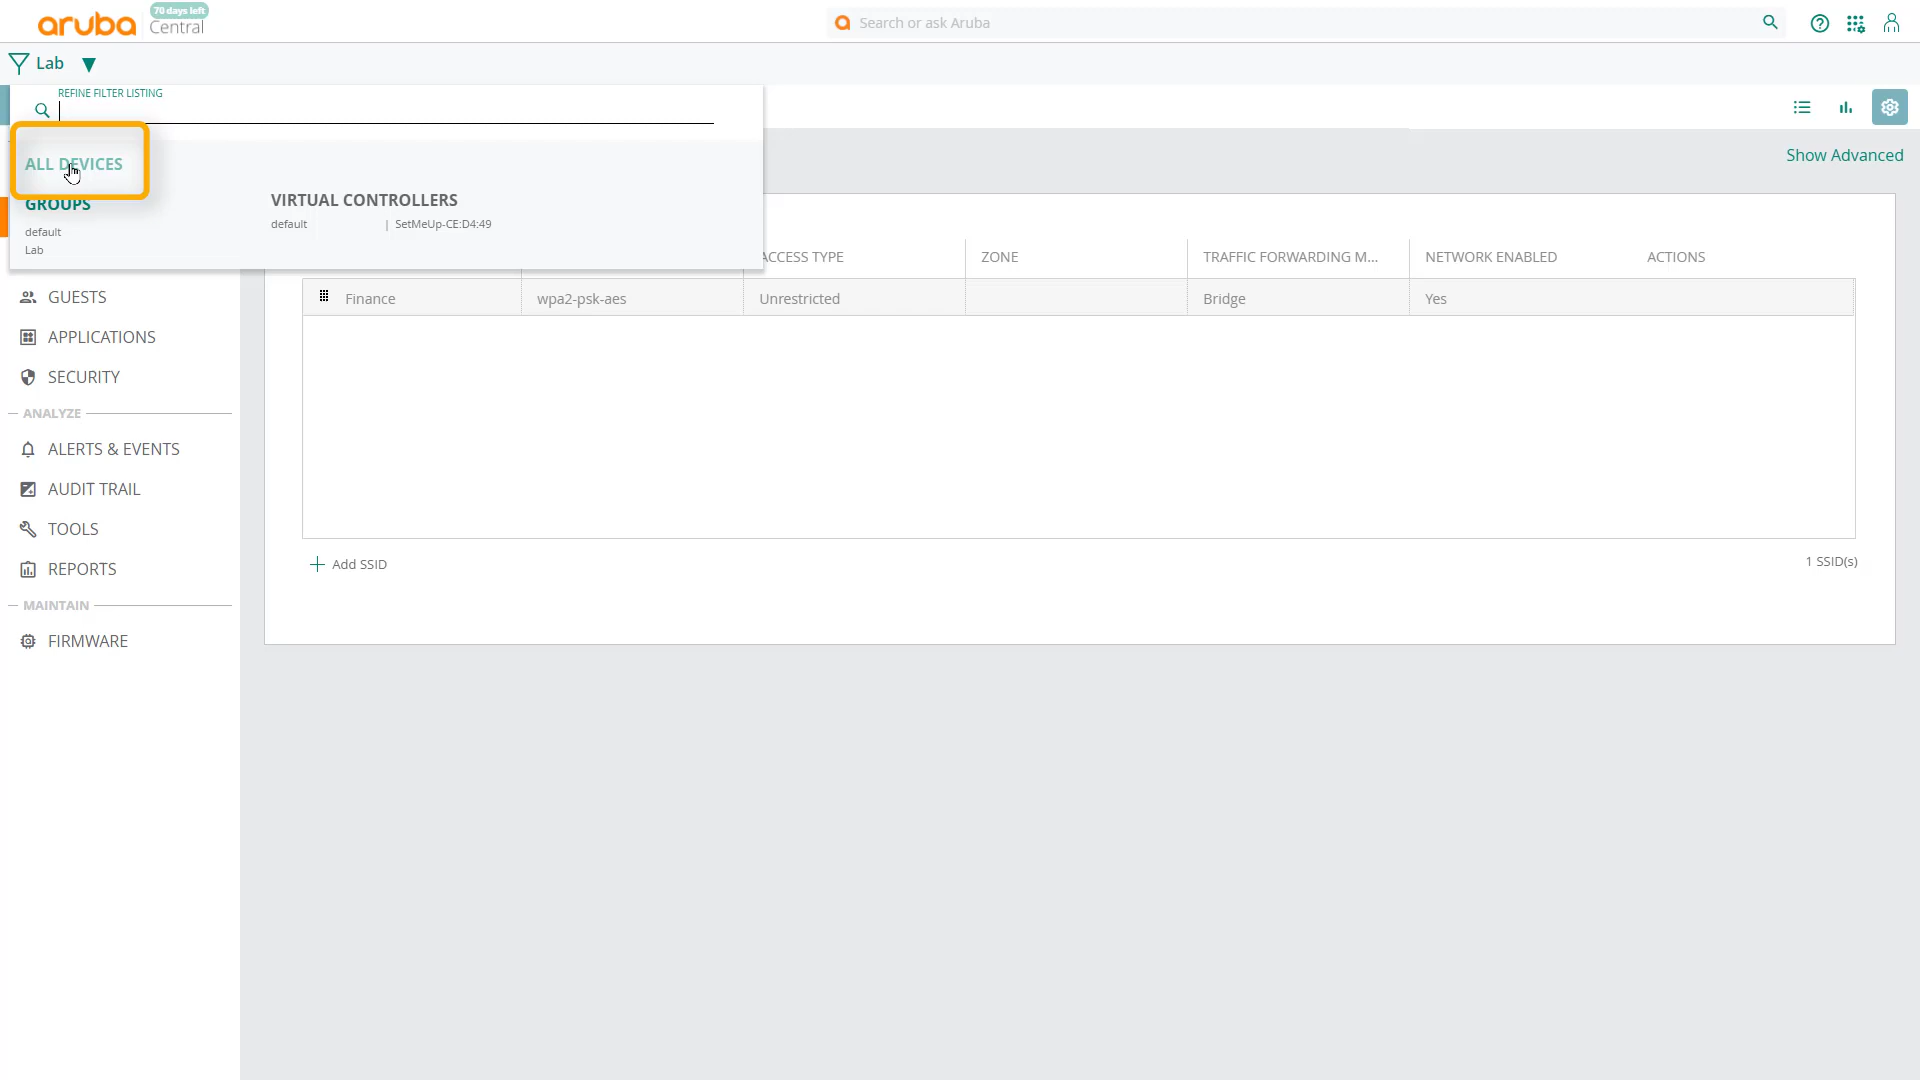 aruba
70 days left
Central
Search or ask Aruba
Lab
REFINE FILTER LISTING
ALL DEVICES
Show Advanced
GROUPS
default
Lab
VIRTUAL CONTROLLERS
default | SetMeUp-CE:D4:49
ACCESS TYPE ZONE TRAFFIC FORWARDING M... NETWORK ENABLED ACTIONS
Finance wpa2-psk-aes Unrestricted Bridge Yes
GUESTS
APPLICATIONS
SECURITY
ANALYZE
ALERTS & EVENTS
AUDIT TRAIL
TOOLS
REPORTS
MAINTAIN
FIRMWARE
Add SSID
1 SSID(s)